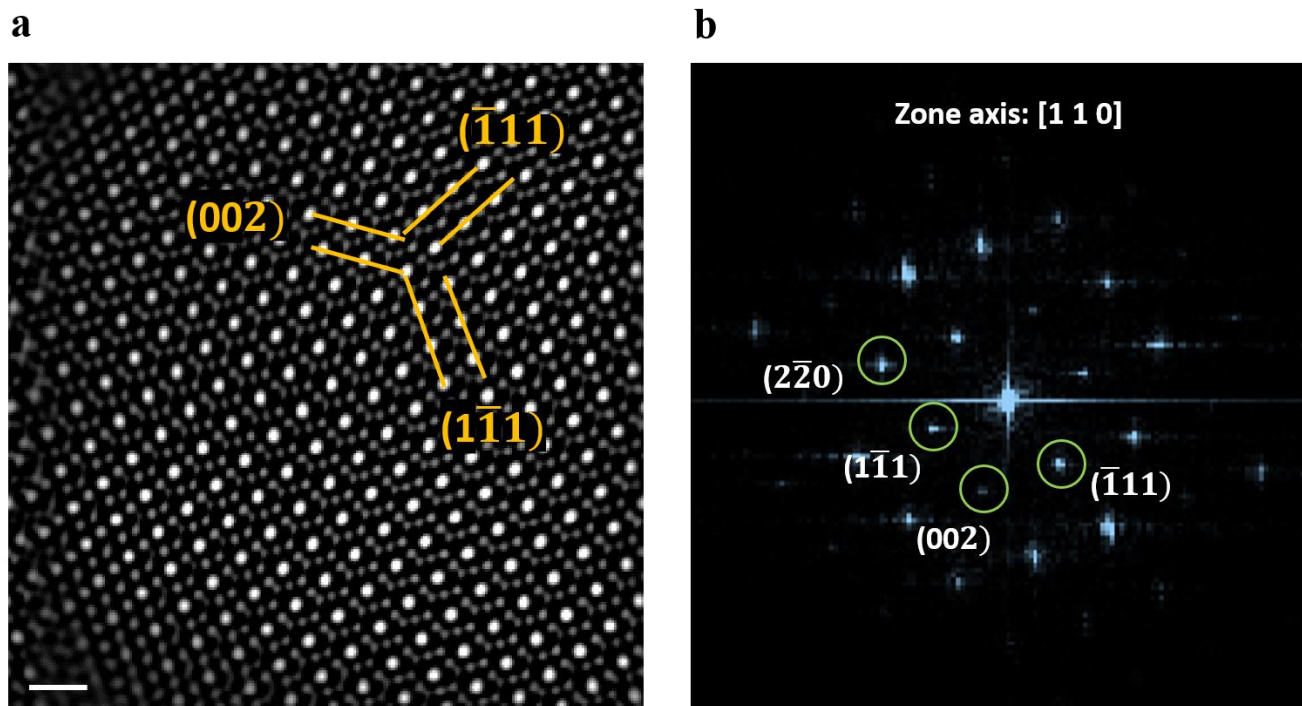 a
b
(1̅11)
(002)
(11̅1)
Zone axis: [1 1 0]
(22̅0)
(11̅1)
(1̅11)
(002)